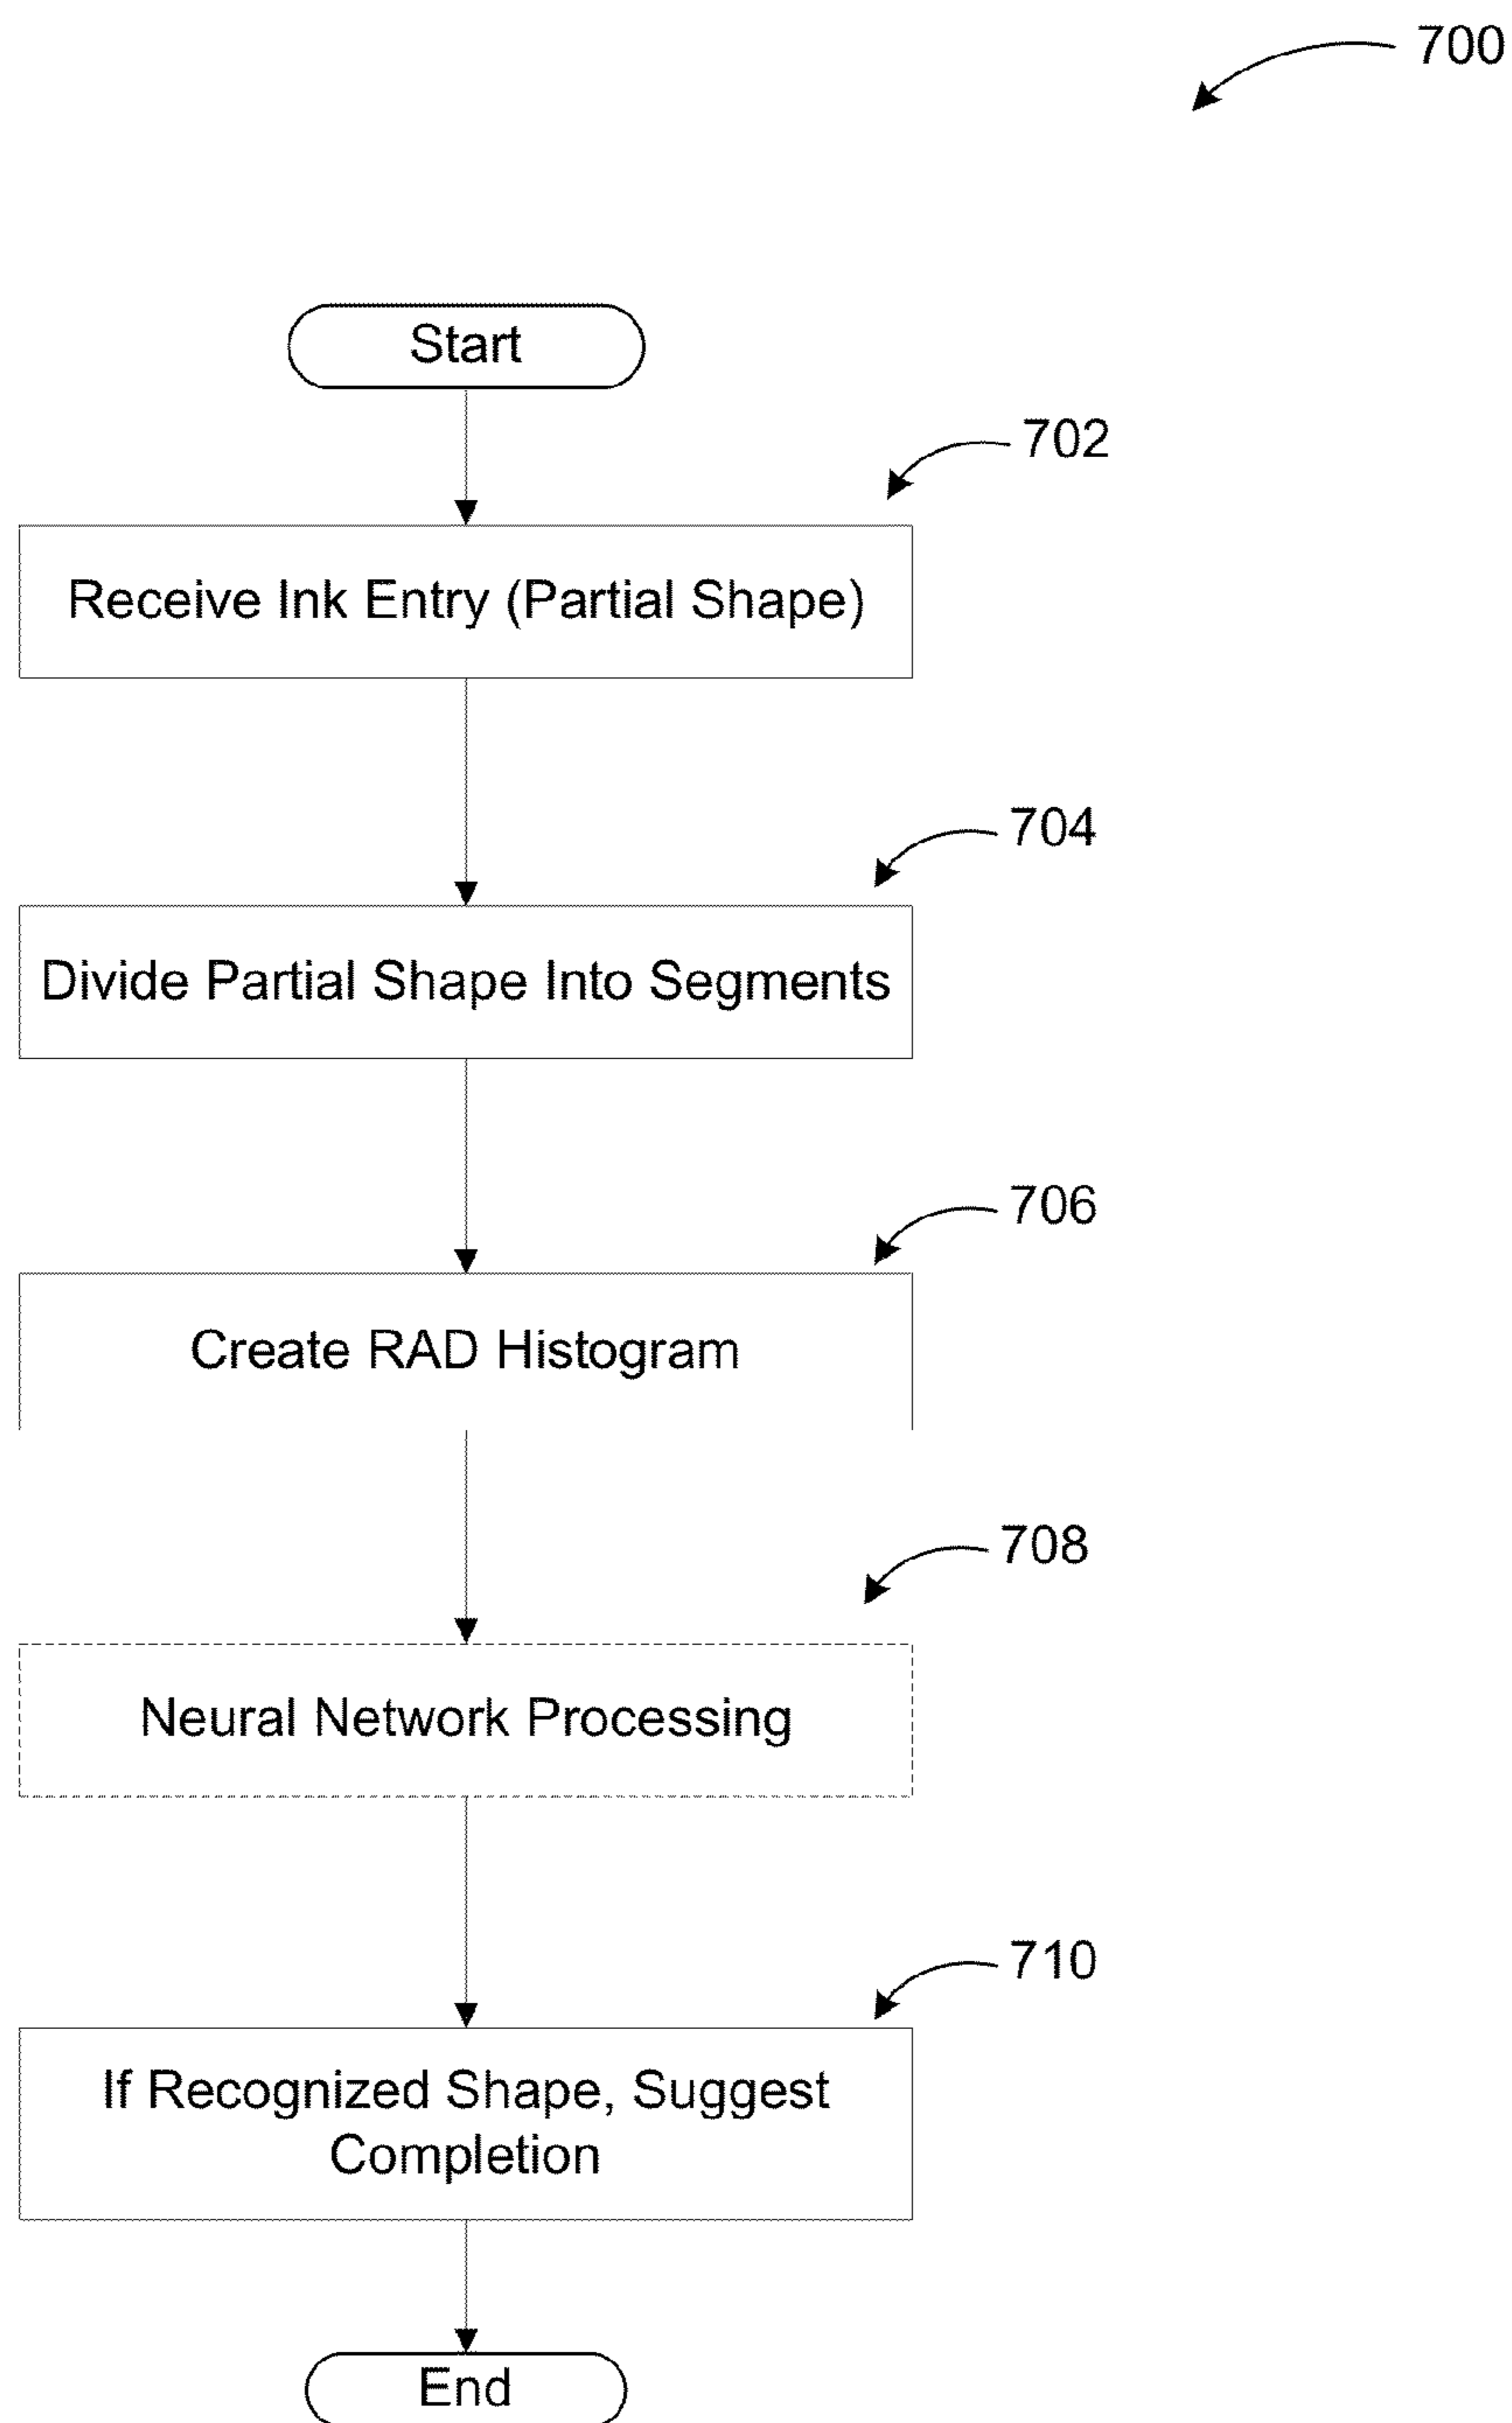 700
Start
702
Receive Ink Entry (Partial Shape)
704
Divide Partial Shape Into Segments
706
Create RAD Histogram
708
Neural Network Processing
710
If Recognized Shape, Suggest
Completion
End